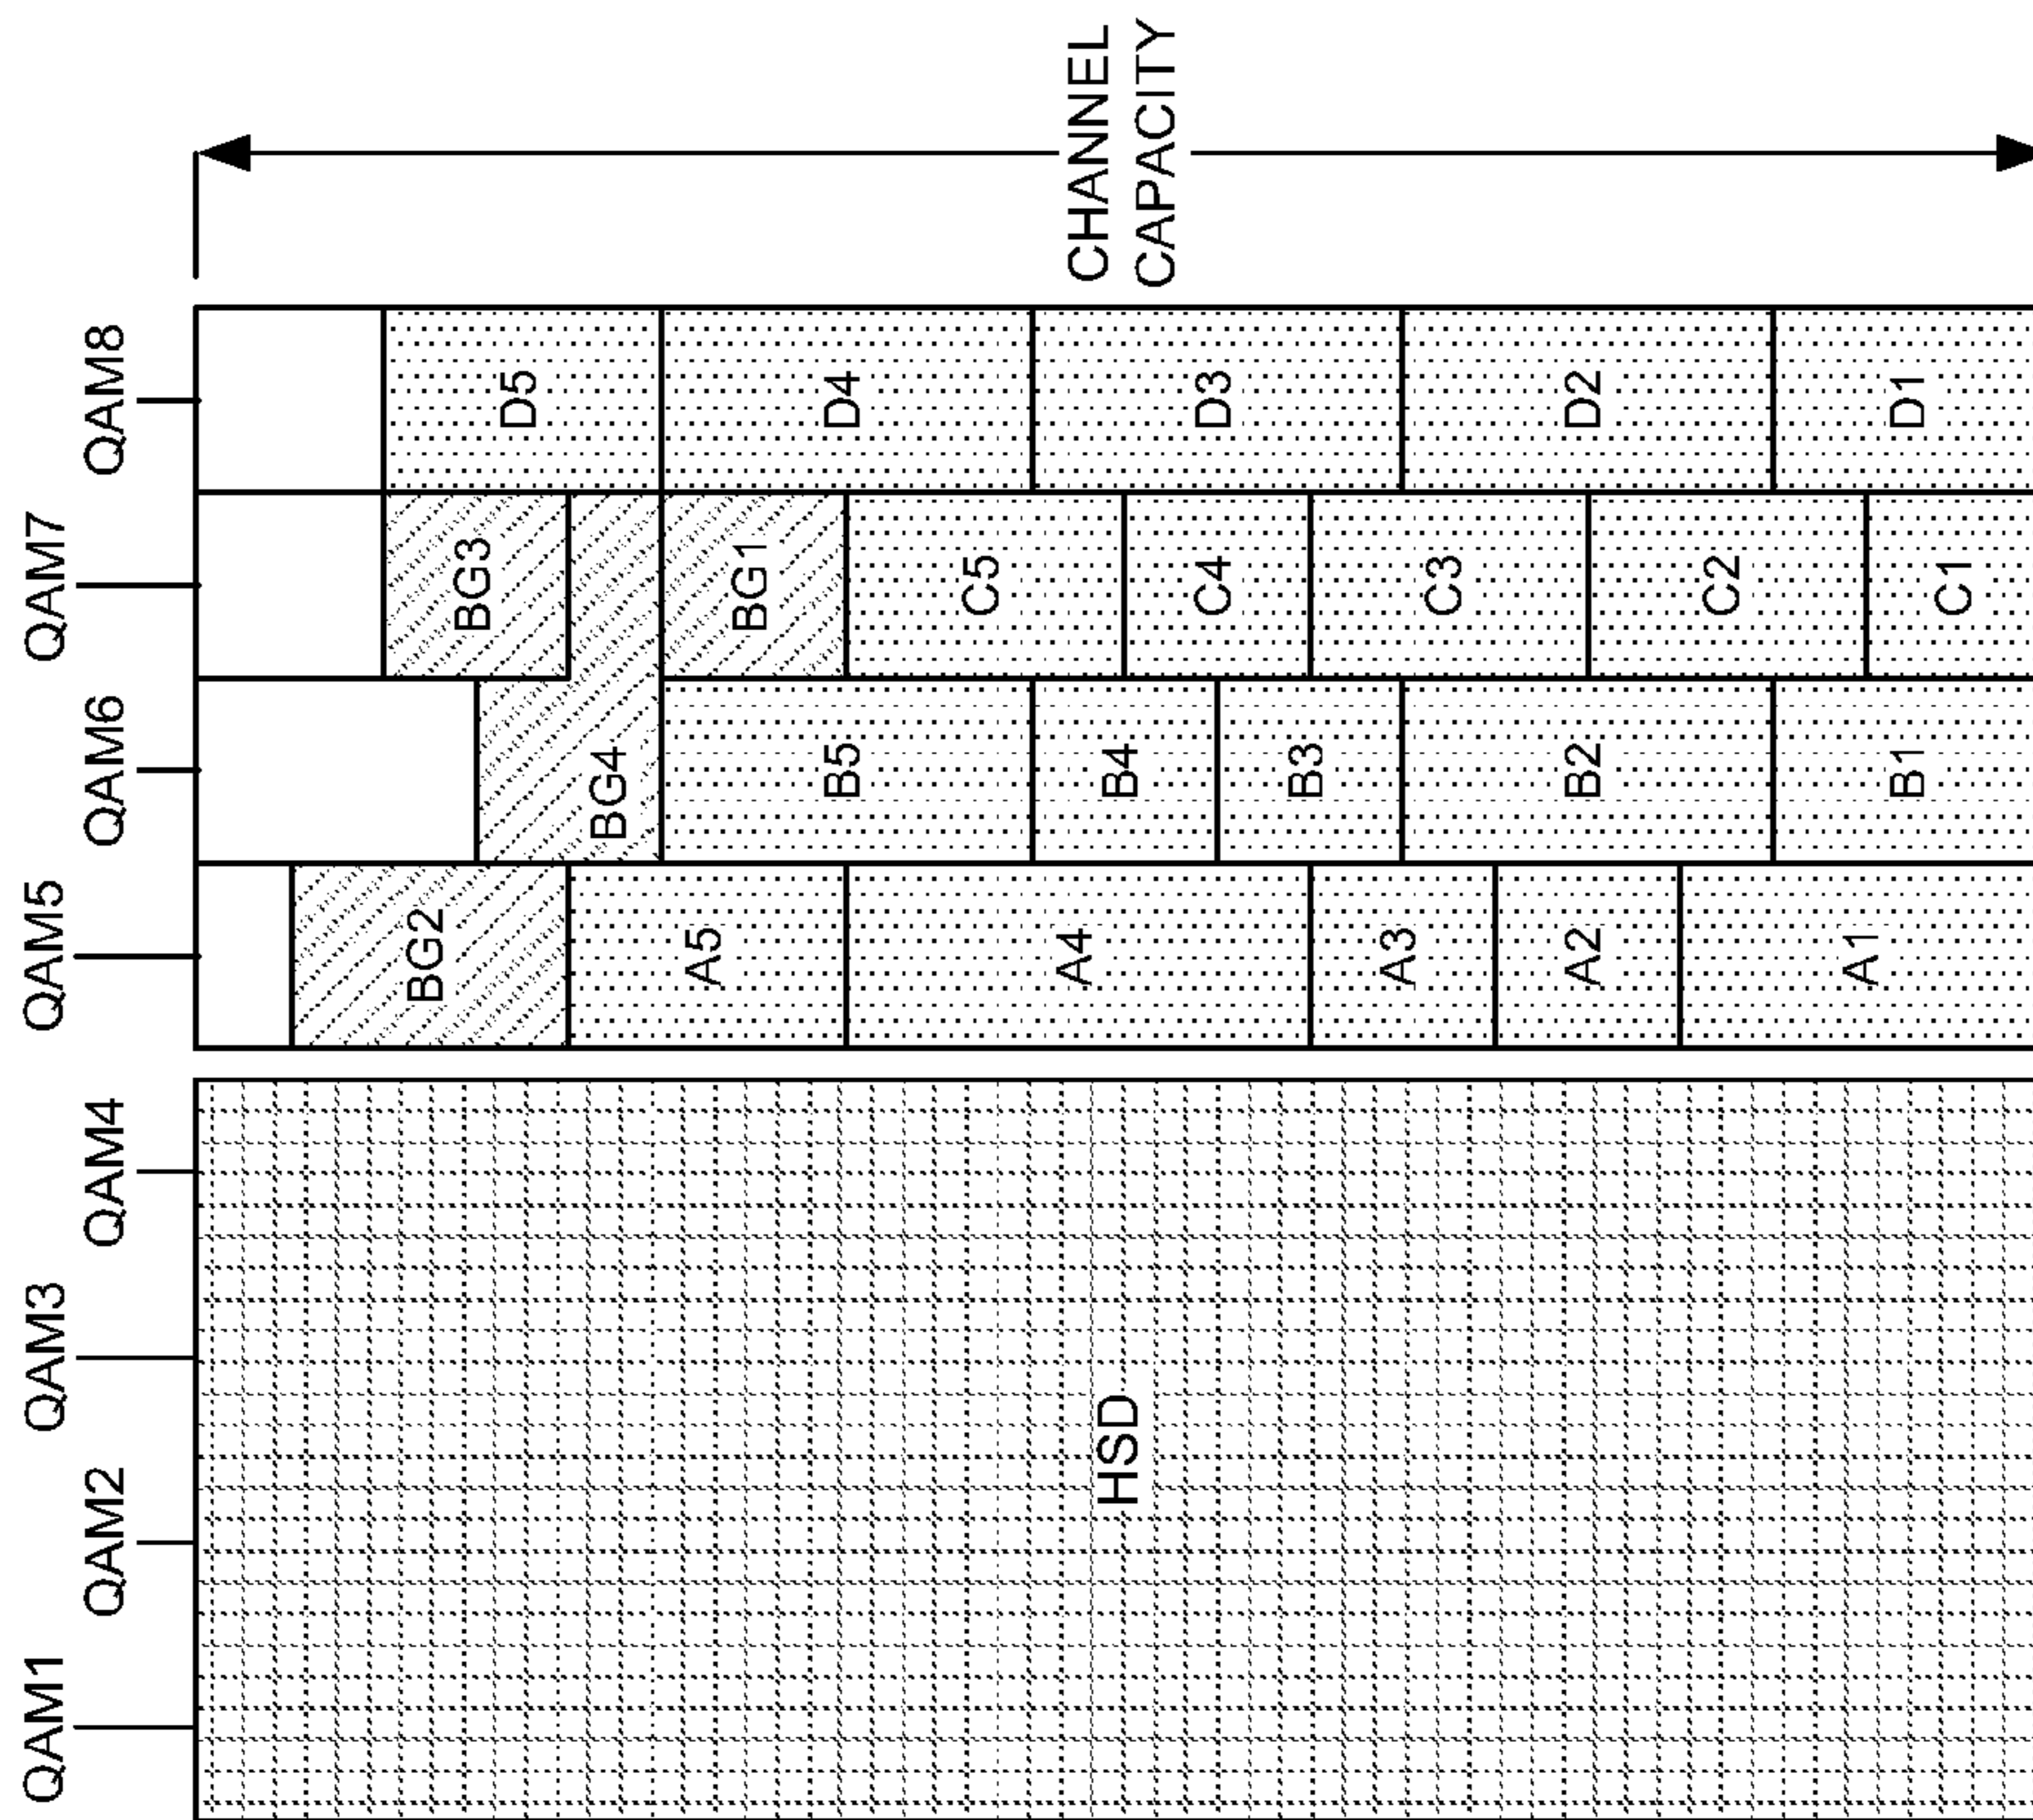 QAM1
QAM2
QAM3
QAM4
QAM5
QAM6
QAM7
QAM8
HSD
BG2
A5
A4
A3
A2
A1
BG4
B5
B4
B3
B2
B1
BG3
BG1
C5
C4
C3
C2
C1
D5
D4
D3
D2
D1
CHANNEL
CAPACITY